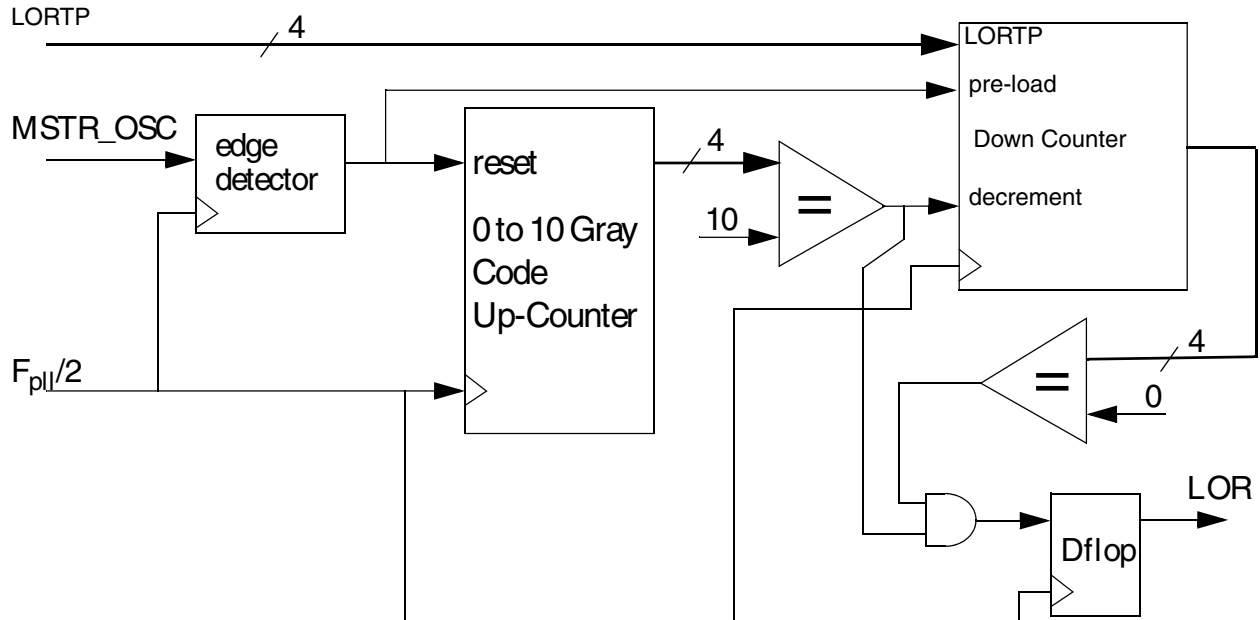 LORTP
4
LORTP
pre-load
MSTR_OSC
edge
detector
reset
4
Down Counter
=
decrement
10
0 to 10 Gray
Code
Up-Counter
Fpll/2
4
=
0
LOR
Dflop